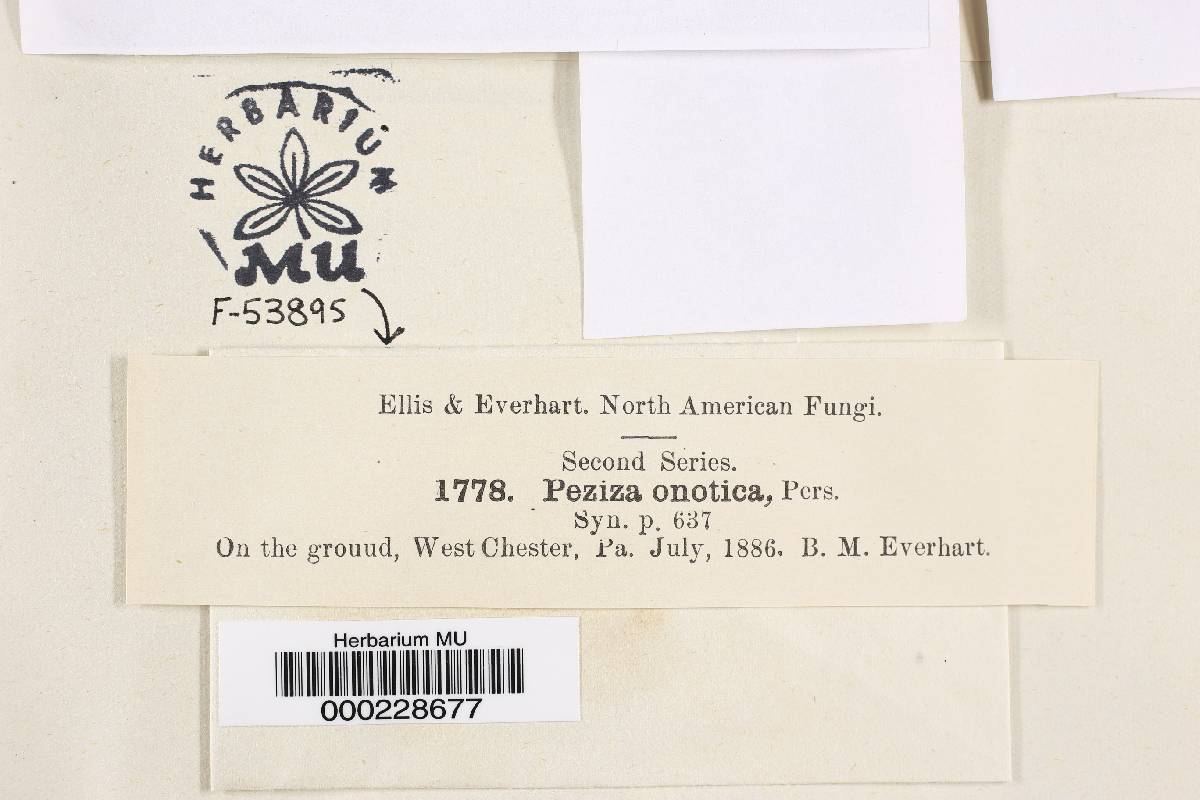 HERBARIUM
MU
F-53895
Ellis & Everhart. North American Fungi.
Second Series.
1778. Peziza onotica, Pers.
Syn. p. 637
On the grouud, West Chester, Pa. July, 1886. B. M. Everhart.
Herbarium MU
000228677